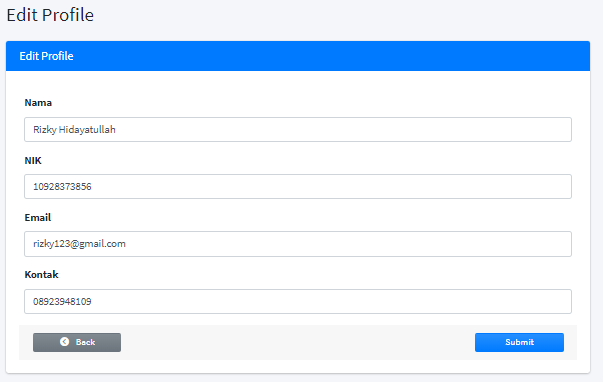 Edit Profile
Edit Profile
Nama
Rizky Hidayatullah
NIK
10928373856
Email
rizky123@gmail.com
Kontak
08923948109
Back
Submit